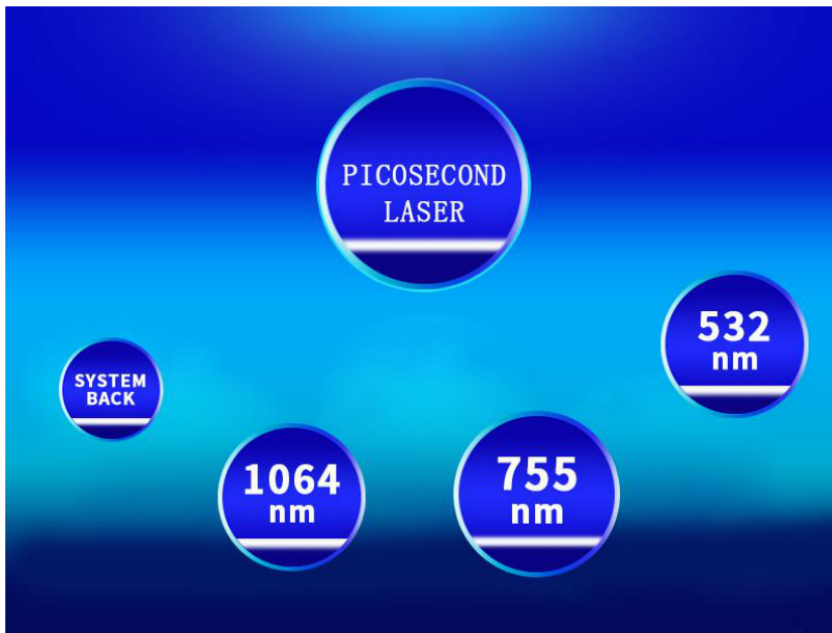 PICOSECOND
LASER
532
nm
SYSTEM
BACK
1064
nm
755
nm